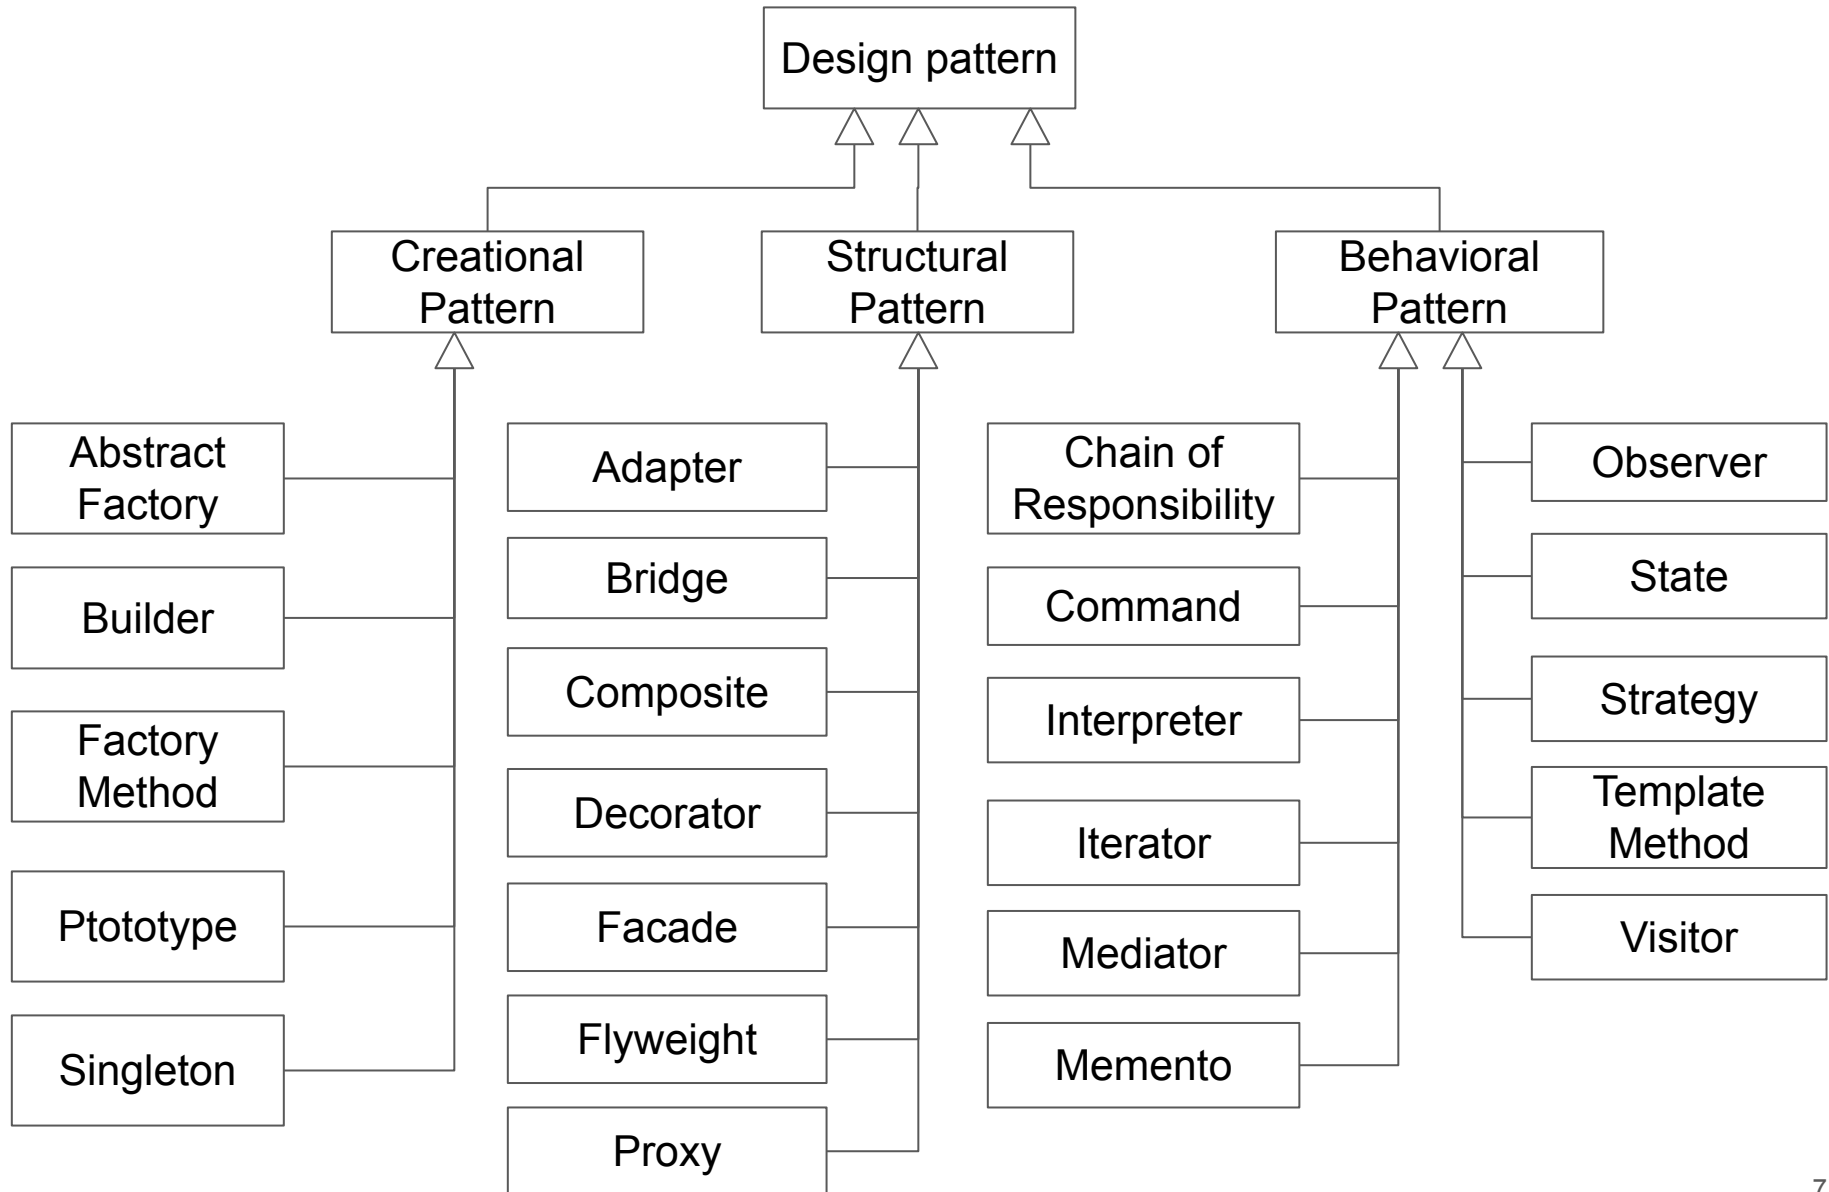 Design pattern
Creational
Pattern
Structural
Pattern
Behavioral
Pattern
Abstract
Factory
Builder
Factory
Method
Ptototype
Singleton
Adapter
Bridge
Composite
Decorator
Facade
Flyweight
Proxy
Chain of
Responsibility
Command
Interpreter
Iterator
Mediator
Memento
Observer
State
Strategy
Template
Method
Visitor
7